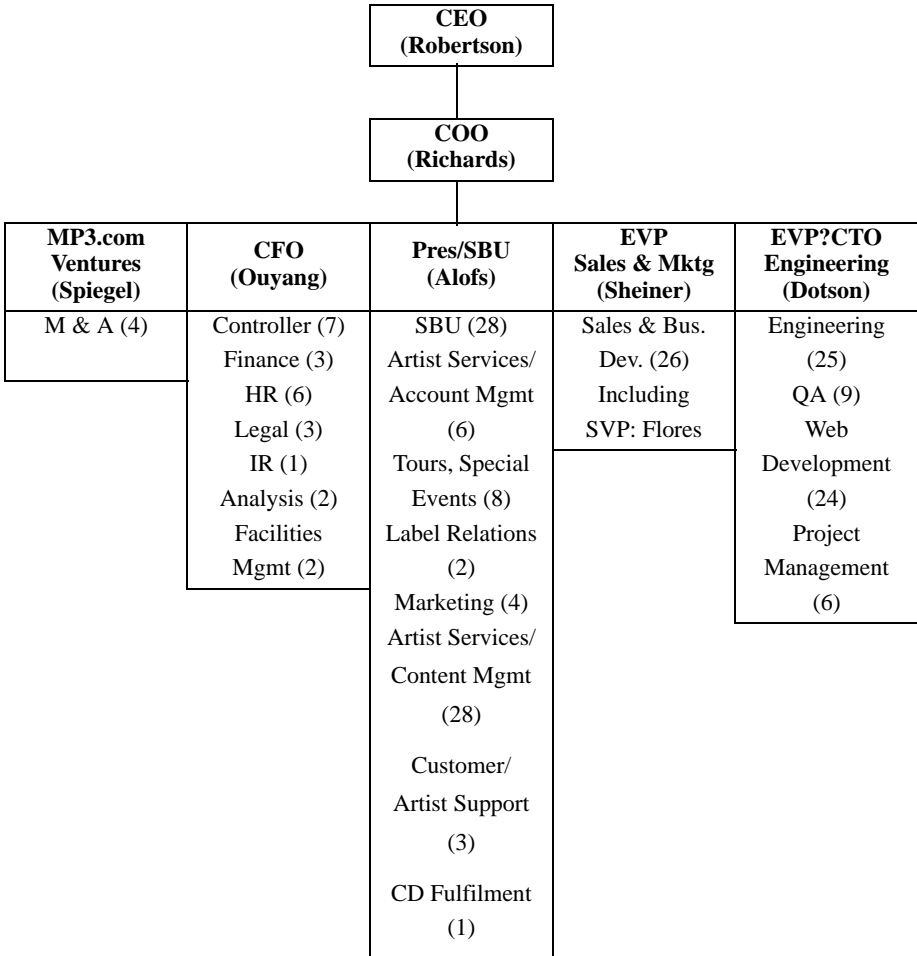 CEO
(Robertson)
COO
(Richards)
MP3.com
Ventures
(Spiegel)
M & A (4)
CFO
(Ouyang)
Controller (7)
Finance (3)
HR (6)
Legal (3)
IR (1)
Analysis (2)
Facilities
Mgmt (2)
Pres/SBU
(Alofs)
SBU (28)
Artist Services/
Account Mgmt
(6)
Tours, Special
Events (8)
Label Relations
(2)
Marketing (4)
Artist Services/
Content Mgmt
(28)
Customer/
Artist Support
(3)
CD Fulfilment
(1)
EVP
Sales & Mktg
(Sheiner)
Sales & Bus.
Dev. (26)
Including
SVP: Flores
EVP?CTO
Engineering
(Dotson)
Engineering
(25)
QA (9)
Web
Development
(24)
Project
Management
(6)